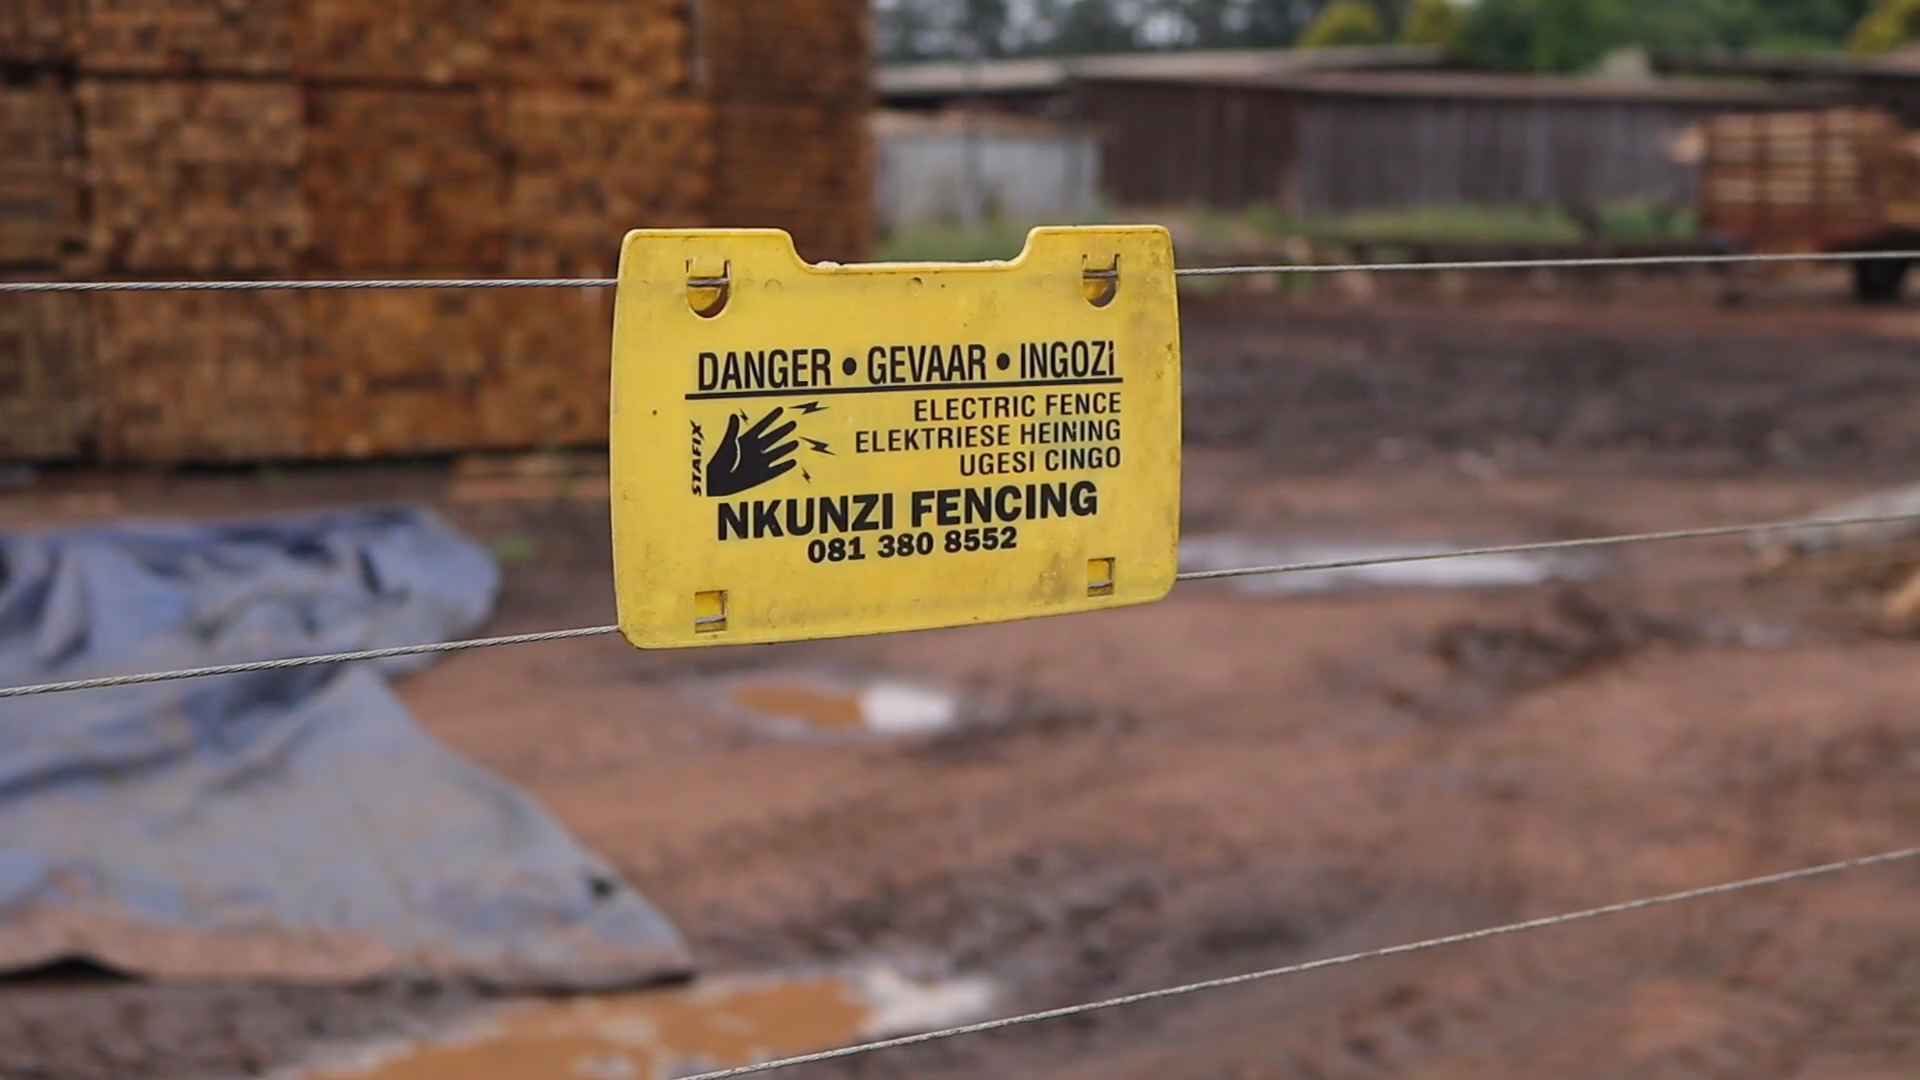 DANGER • GEVAAR • INGOZI
ELECTRIC FENCE
ELEKTRIESE HEINING
UGESI CINGO
STAFIX
NKUNZI FENCING
081 380 8552